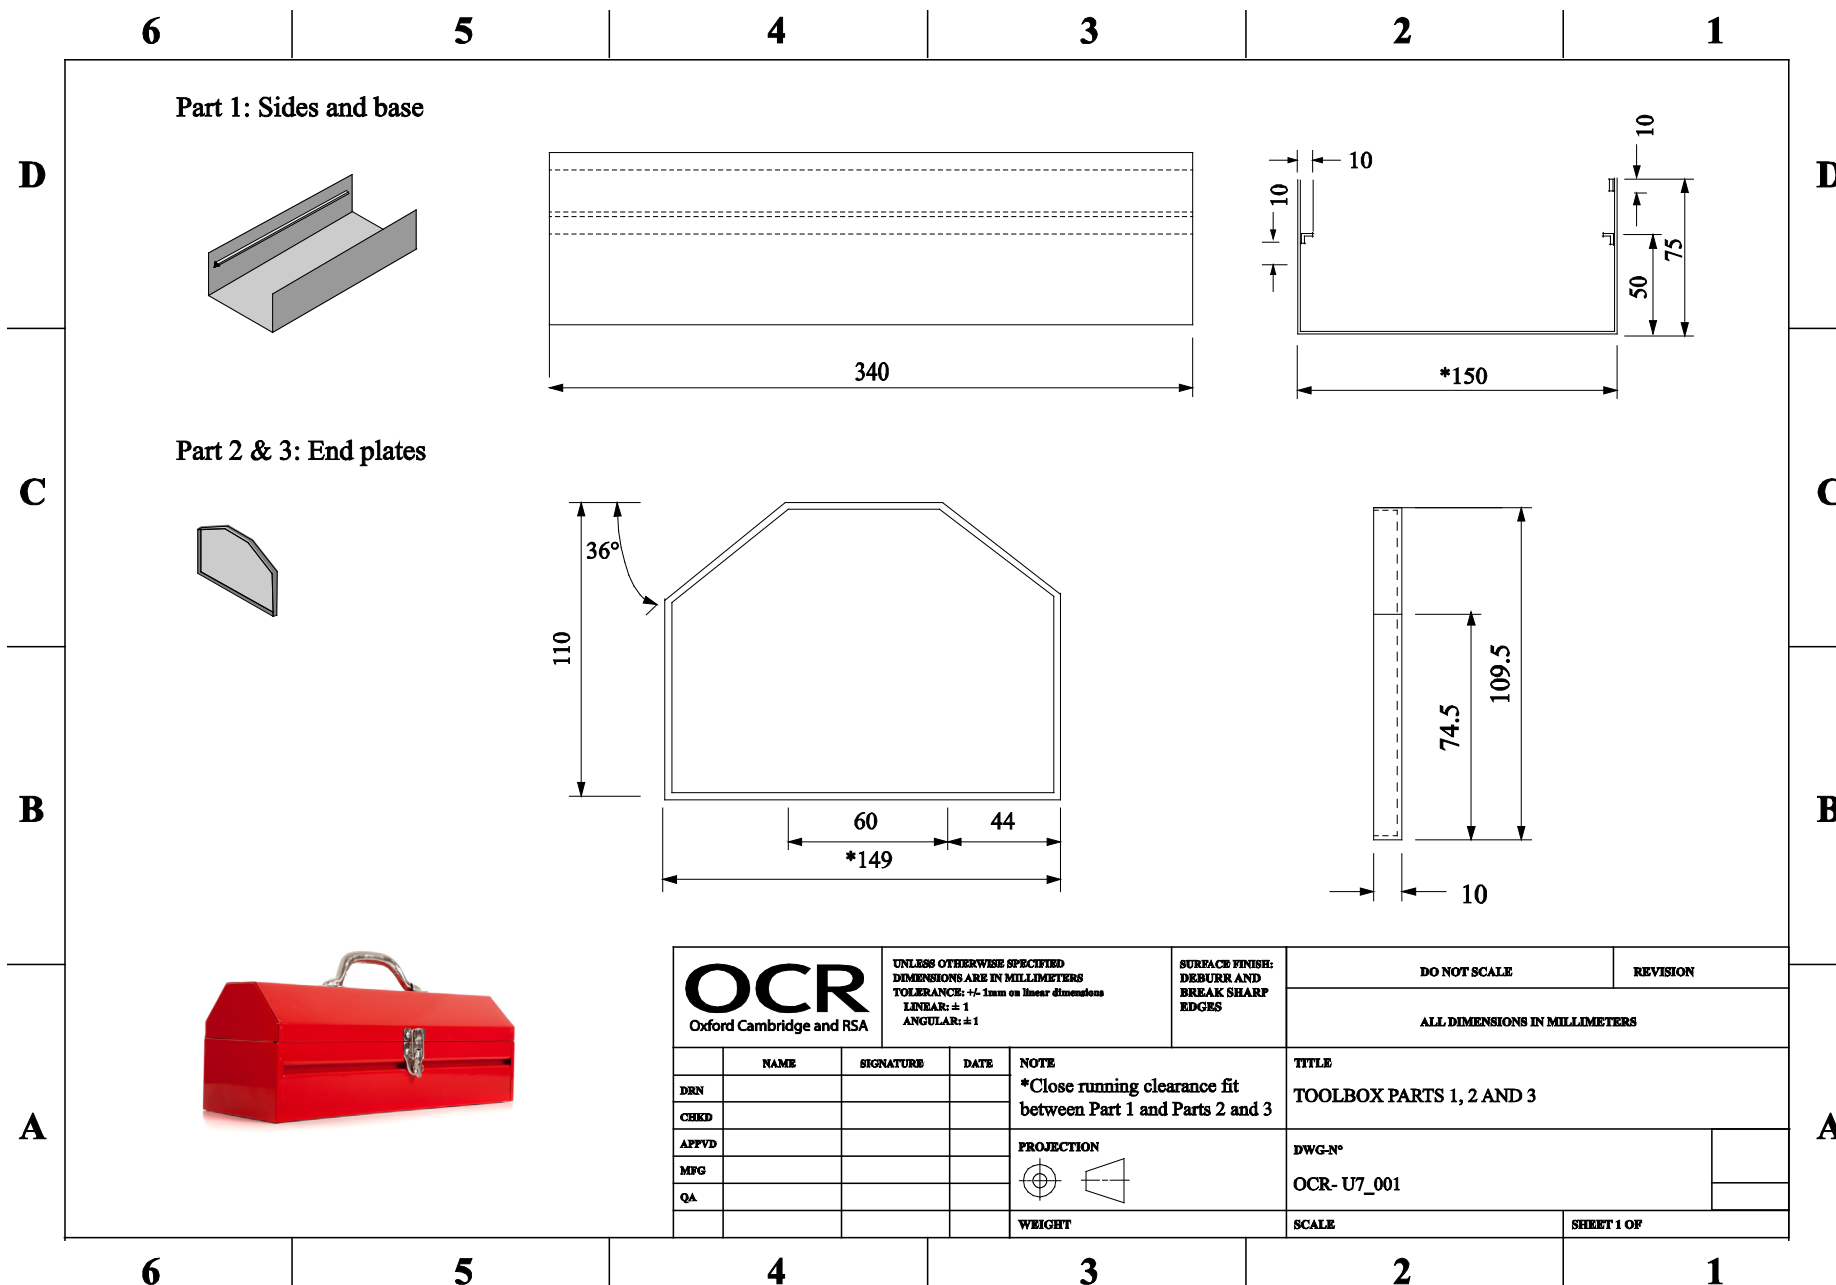 6 5 4 3 2 1
Part 1: Sides and base
D
D
10
10
10
75
50
340
*150
Part 2 & 3: End plates
C
C
36°
110
60
44
*149
109.5
74.5
10
B
B
OCR
Oxford Cambridge and RSA
UNLESS OTHERWISE SPECIFIED
DIMENSIONS ARE IN MILLIMETERS
TOLERANCE: +/- 1mm on linear dimensions
LINEAR: ± 1
ANGULAR: ± 1
SURFACE FINISH:
DEBURR AND
BREAK SHARP
EDGES
DO NOT SCALE
REVISION
ALL DIMENSIONS IN MILLIMETERS
NAME SIGNATURE DATE
DRN
CHKD
APPVD
MFG
QA
NOTE
*Close running clearance fit
between Part 1 and Parts 2 and 3
TITLE
TOOLBOX PARTS 1, 2 AND 3
PROJECTION
DWG-N°
OCR- U7_001
WEIGHT
SCALE
SHEET 1 OF
A
A
6 5 4 3 2 1